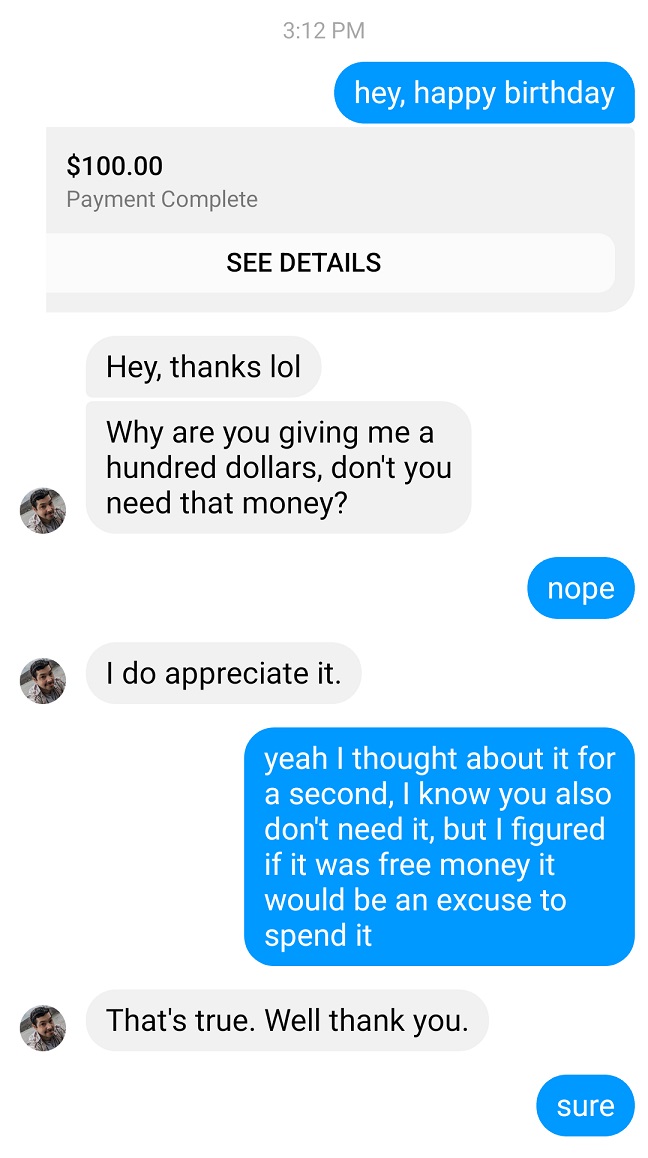 3:12 PM
hey, happy birthday
$100.00
Payment Complete
SEE DETAILS
Hey, thanks lol
Why are you giving me a
hundred dollars, don't you
need that money?
nope
I do appreciate it.
yeah I thought about it for
a second, I know you also
don't need it, but I figured
if it was free money it
would be an excuse to
spend it
That's true. Well thank you.
sure